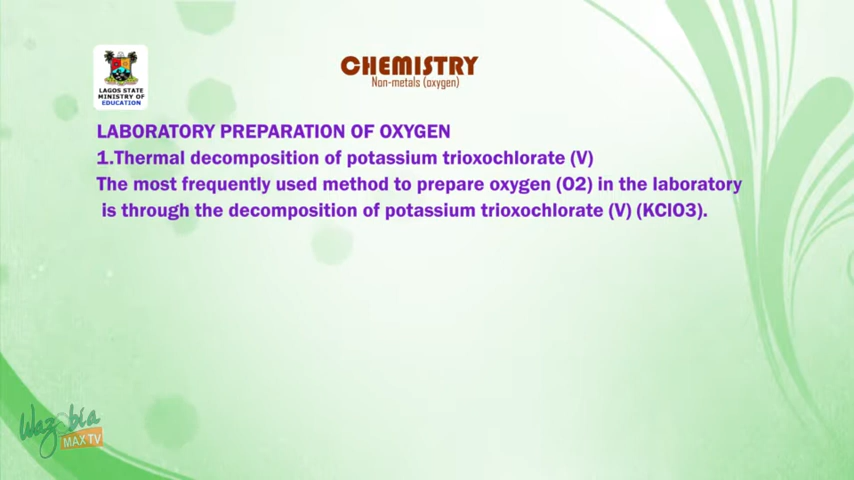 LAGOS STATE
MINISTRY OF
EDUCATION
CHEMISTRY
Non-metals (oxygen)
LABORATORY PREPARATION OF OXYGEN
1.Thermal decomposition of potassium trioxochlorate (V)
The most frequently used method to prepare oxygen (O2) in the laboratory
is through the decomposition of potassium trioxochlorate (V) (KClO3).
Wazobia
MAX TV